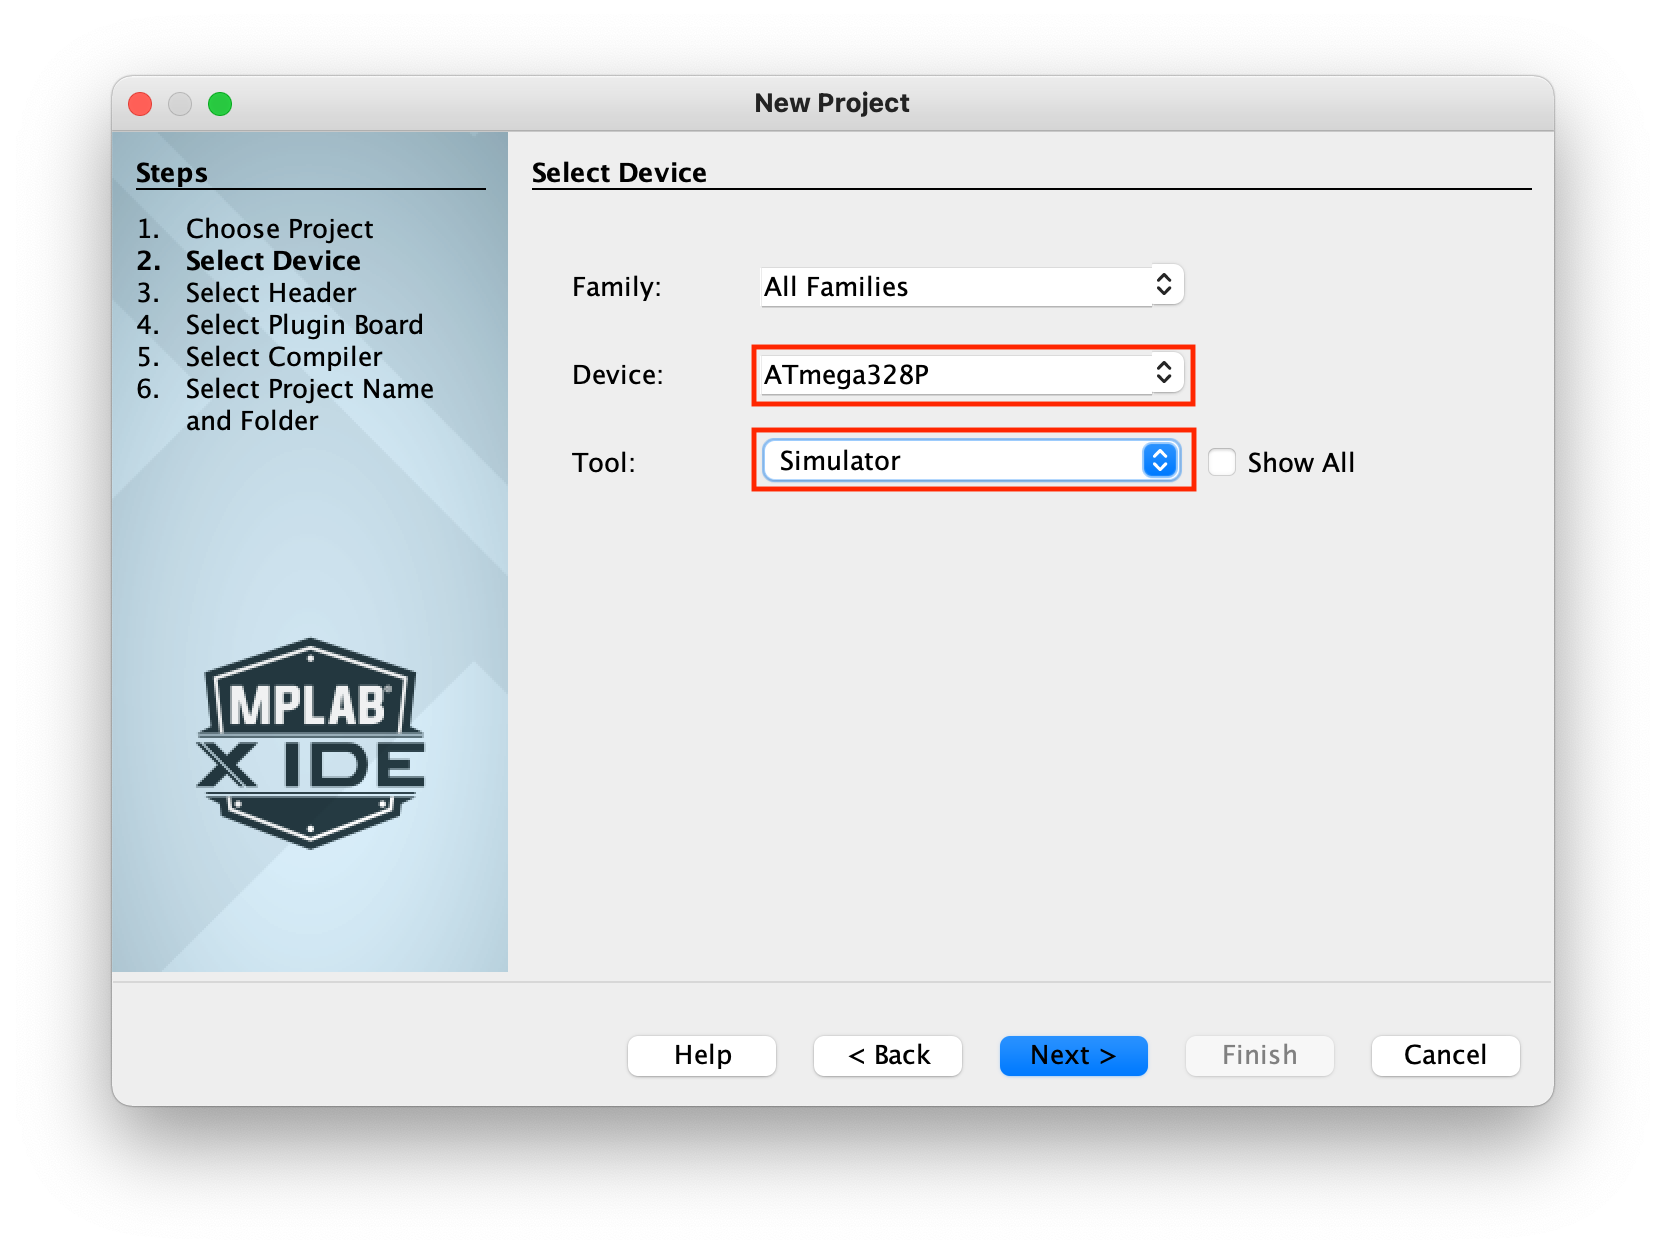 New Project
Steps
1. Choose Project
2. Select Device
3. Select Header
4. Select Plugin Board
5. Select Compiler
6. Select Project Name
and Folder
MPLAB®
X IDE
Select Device
Family: All Families
Device: ATmega328P
Tool: Simulator Show All
Help < Back Next > Finish Cancel